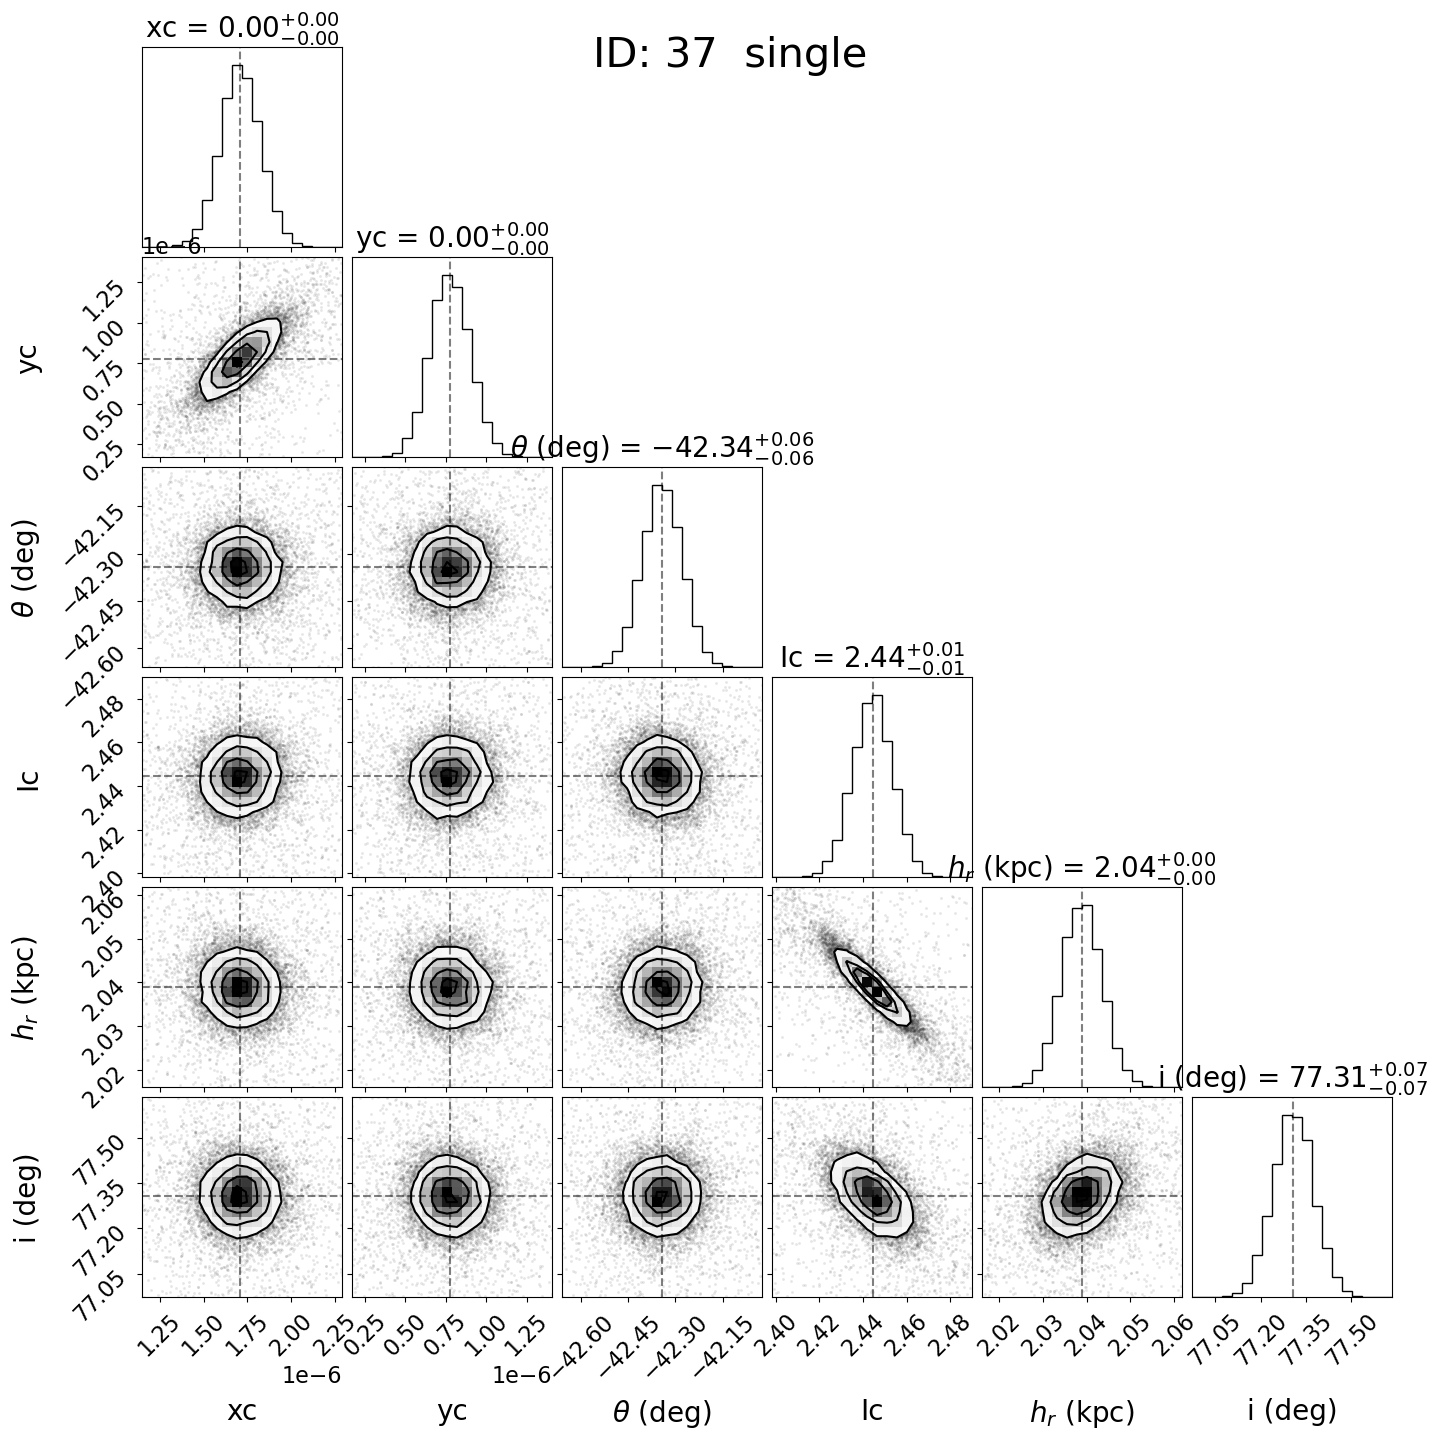 xc = 0.00 +0.00 −0.00
ID: 37 single
1e−6
yc = 0.00 +0.00 −0.00
yc
1.25
1.00
0.75
0.50
0.25
θ (deg) = −42.34 +0.06 −0.06
θ (deg)
−42.15
−42.30
−42.45
−42.60
Ic = 2.44 +0.01 −0.01
Ic
2.48
2.46
2.44
2.42
2.40
h_r (kpc) = 2.04 +0.00 −0.00
h_r (kpc)
2.06
2.05
2.04
2.03
2.02
i (deg) = 77.31 +0.07 −0.07
i (deg)
77.50
77.35
77.20
77.05
1.25 1.50 1.75 2.00 2.25
0.25 0.50 0.75 1.00 1.25
−42.60 −42.45 −42.30 −42.15
2.40 2.42 2.44 2.46 2.48
2.02 2.03 2.04 2.05 2.06
77.05 77.20 77.35 77.50
1e−6 1e−6
xc yc θ (deg) Ic h_r (kpc) i (deg)